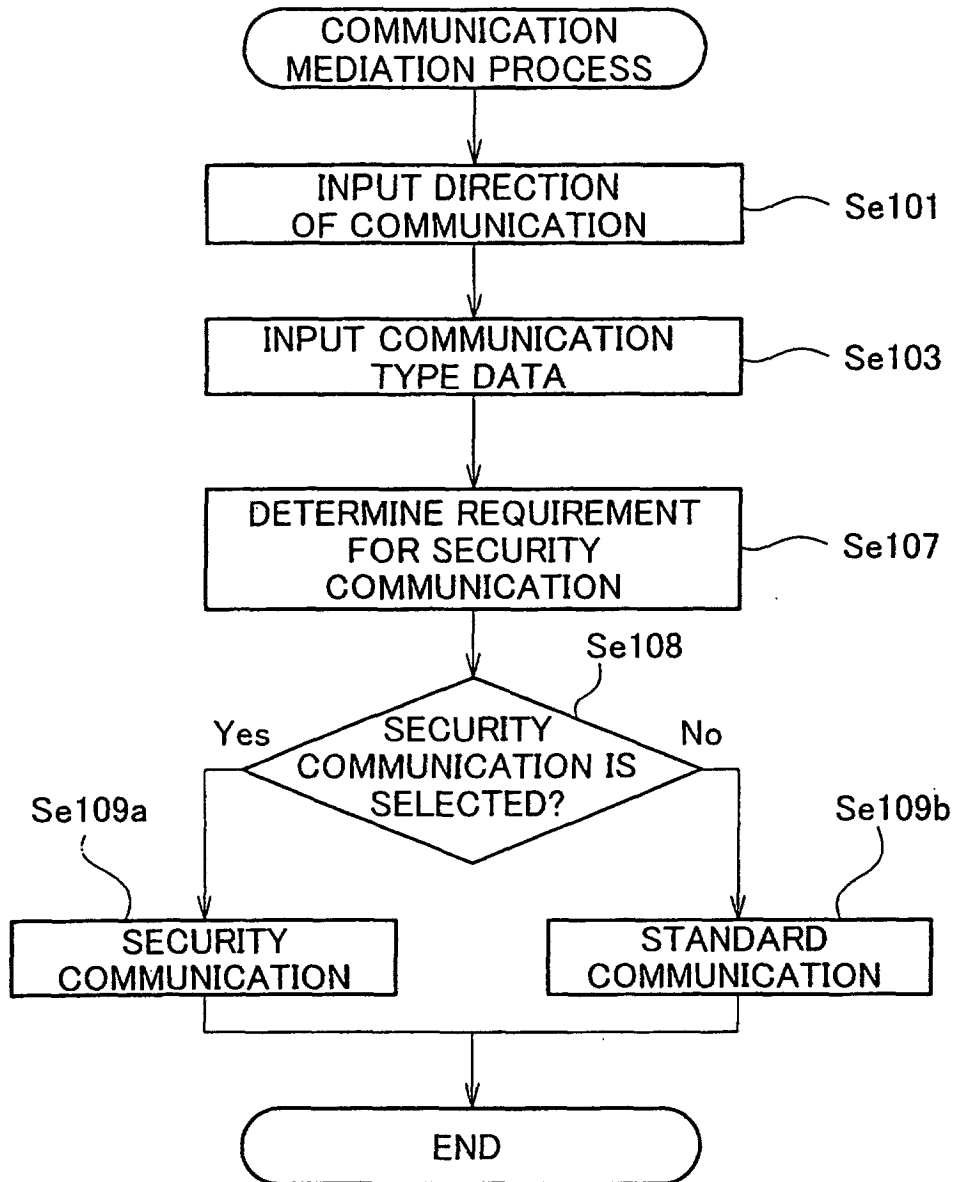 COMMUNICATION
MEDIATION PROCESS
INPUT DIRECTION
OF COMMUNICATION
Se101
INPUT COMMUNICATION
TYPE DATA
Se103
DETERMINE REQUIREMENT
FOR SECURITY
COMMUNICATION
Se107
Se108
Yes
SECURITY
COMMUNICATION IS
SELECTED?
No
Se109a
Se109b
SECURITY
COMMUNICATION
STANDARD
COMMUNICATION
END